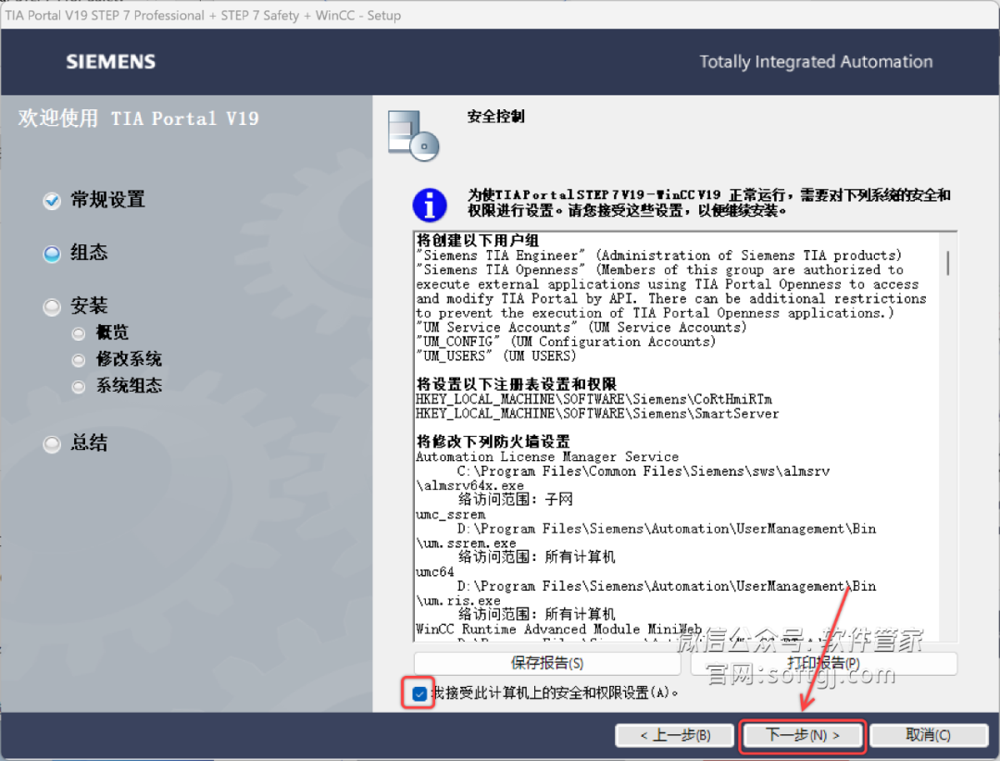 TIA Portal V19 STEP 7 Professional + STEP 7 Safety + WinCC - Setup
SIEMENS
Totally Integrated Automation
欢迎使用 TIA Portal V19
常规设置
组态
安装
概览
修改系统
系统组态
总结
安全控制
为使TIA Portal STEP 7 V19 - WinCC V19 正常运行，需要对下列系统的安全和
权限进行设置。请您接受这些设置，以便继续安装。
将创建以下用户组
"Siemens TIA Engineer" (Administration of Siemens TIA products)
"Siemens TIA Openness" (Members of this group are authorized to
execute external applications using TIA Portal Openness to access
and modify TIA Portal by API. There can be additional restrictions
to prevent the execution of TIA Portal Openness applications.)
"UM Service Accounts" (UM Service Accounts)
"UM_CONFIG" (UM Configuration Accounts)
"UM_USERS" (UM USERS)
将设置以下注册表设置和权限
HKEY_LOCAL_MACHINE\SOFTWARE\Siemens\CoRtHmiRTm
HKEY_LOCAL_MACHINE\SOFTWARE\Siemens\SmartServer
将修改下列防火墙设置
Automation License Manager Service
C:\Program Files\Common Files\Siemens\sws\almsrv
\almsrv64x.exe
络访问范围：子网
umc_ssrem
D:\Program Files\Siemens\Automation\UserManagement\Bin
\um.ssrem.exe
络访问范围：所有计算机
umc64
D:\Program Files\Siemens\Automation\UserManagement\Bin
\um.ris.exe
络访问范围：所有计算机
WinCC Runtime Advanced Module MiniWeb
微信公众号：软件管家
保存报告(S)
打印报告(P)
官网：softgj.com
我接受此计算机上的安全和权限设置(A)。
< 上一步(B)
下一步(N) >
取消(C)